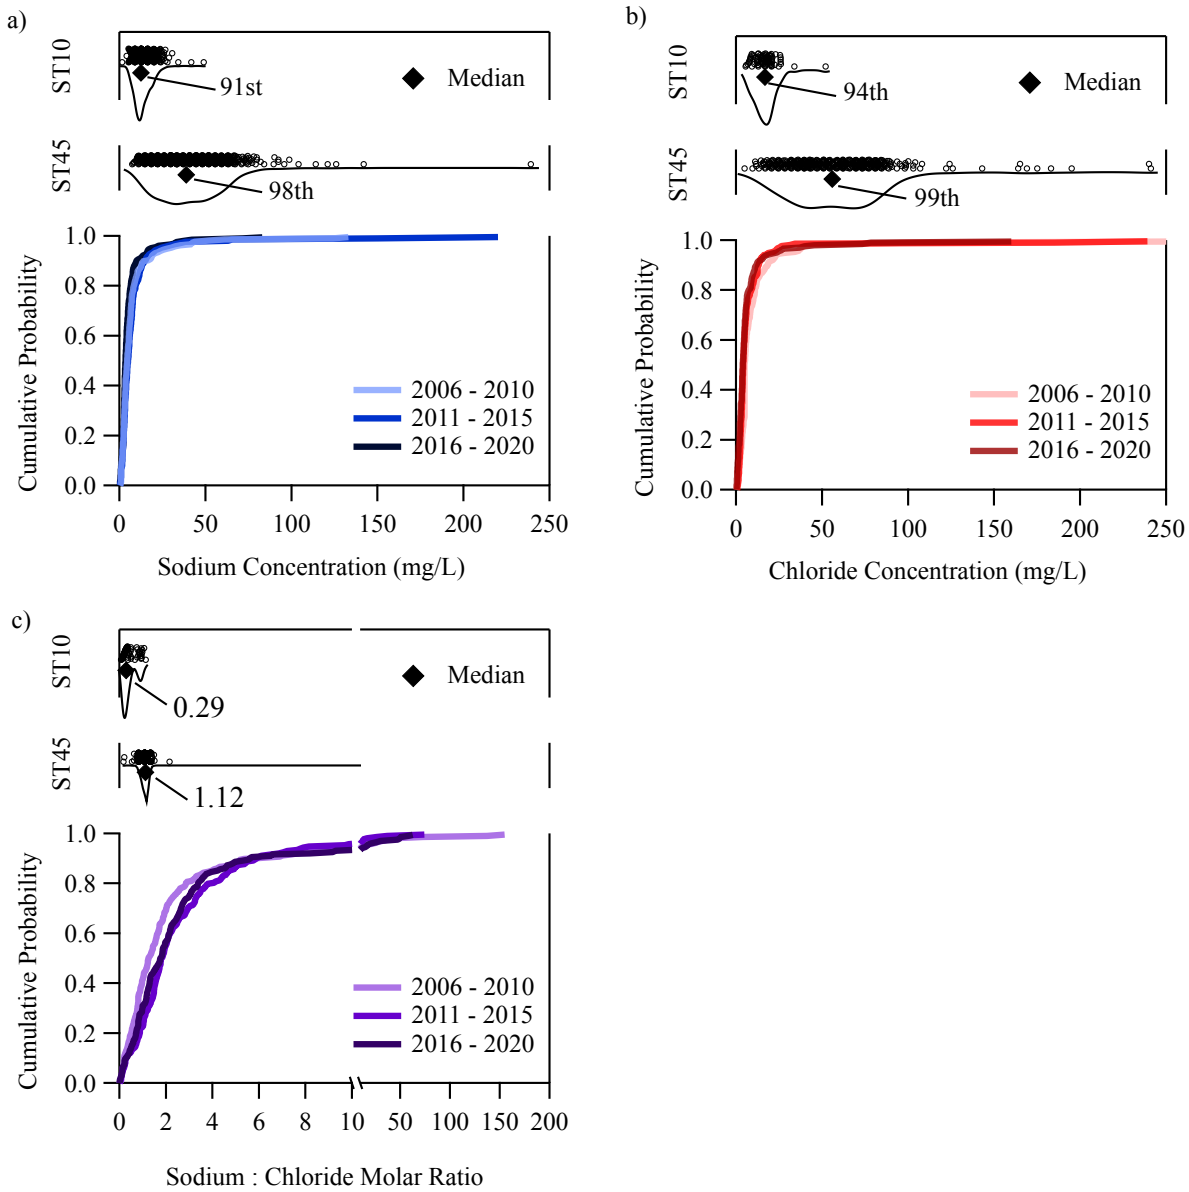 a)
ST10
Median
91st
ST45
98th
1.0
0.8
0.6
0.4
0.2
0.0
Cumulative Probability
2006 - 2010
2011 - 2015
2016 - 2020
0 50 100 150 200 250
Sodium Concentration (mg/L)
b)
ST10
Median
94th
ST45
99th
1.0
0.8
0.6
0.4
0.2
0.0
Cumulative Probability
2006 - 2010
2011 - 2015
2016 - 2020
0 50 100 150 200 250
Chloride Concentration (mg/L)
c)
ST10
Median
0.29
ST45
1.12
1.0
0.8
0.6
0.4
0.2
0.0
Cumulative Probability
2006 - 2010
2011 - 2015
2016 - 2020
0 2 4 6 8 10 50 100 150 200
Sodium : Chloride Molar Ratio